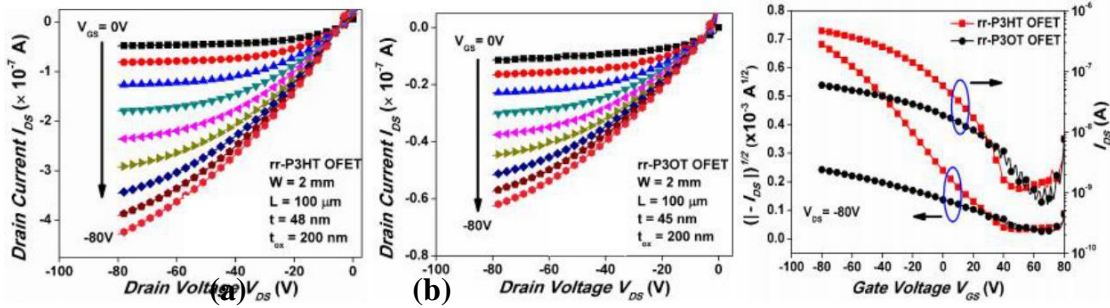 0
-1
-2
-3
-4
V_GS = 0V
-80V
rr-P3HT OFET
W = 2 mm
L = 100 μm
t = 48 nm
t_ox = 200 nm
Drain Current I_DS (× 10^-7 A)
-100 -80 -60 -40 -20 0
Drain Voltage V_DS (V)
(a)
0.0
-0.2
-0.4
-0.6
-0.8
V_GS = 0V
-80V
rr-P3OT OFET
W = 2 mm
L = 100 μm
t = 45 nm
t_ox = 200 nm
Drain Current I_DS (× 10^-7 A)
-100 -80 -60 -40 -20 0
Drain Voltage V_DS (V)
(b)
0.8
0.7
0.6
0.5
0.4
0.3
0.2
0.1
0.0
rr-P3HT OFET
rr-P3OT OFET
V_DS = -80V
(| - I_DS |)^1/2 (x10^-3 A^1/2)
10^-6
10^-7
10^-8
10^-9
10^-10
I_DS (A)
-100 -80 -60 -40 -20 0 20 40 60 80
Gate Voltage V_GS (V)